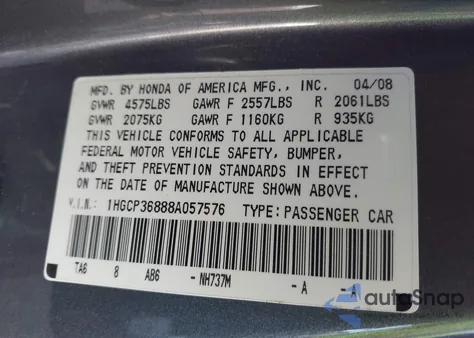 MFD. BY HONDA OF AMERICA MFG., INC. 04/08
GVWR 4575LBS GAWR F 2557LBS R 2061LBS
GVWR 2075KG GAWR F 1160KG R 935KG
THIS VEHICLE CONFORMS TO ALL APPLICABLE
FEDERAL MOTOR VEHICLE SAFETY, BUMPER,
AND THEFT PREVENTION STANDARDS IN EFFECT
ON THE DATE OF MANUFACTURE SHOWN ABOVE.
V.I.N.: 1HGCP36888A057576 TYPE: PASSENGER CAR
TA6 8 AB6 -NH737M -A -A
autoSnap